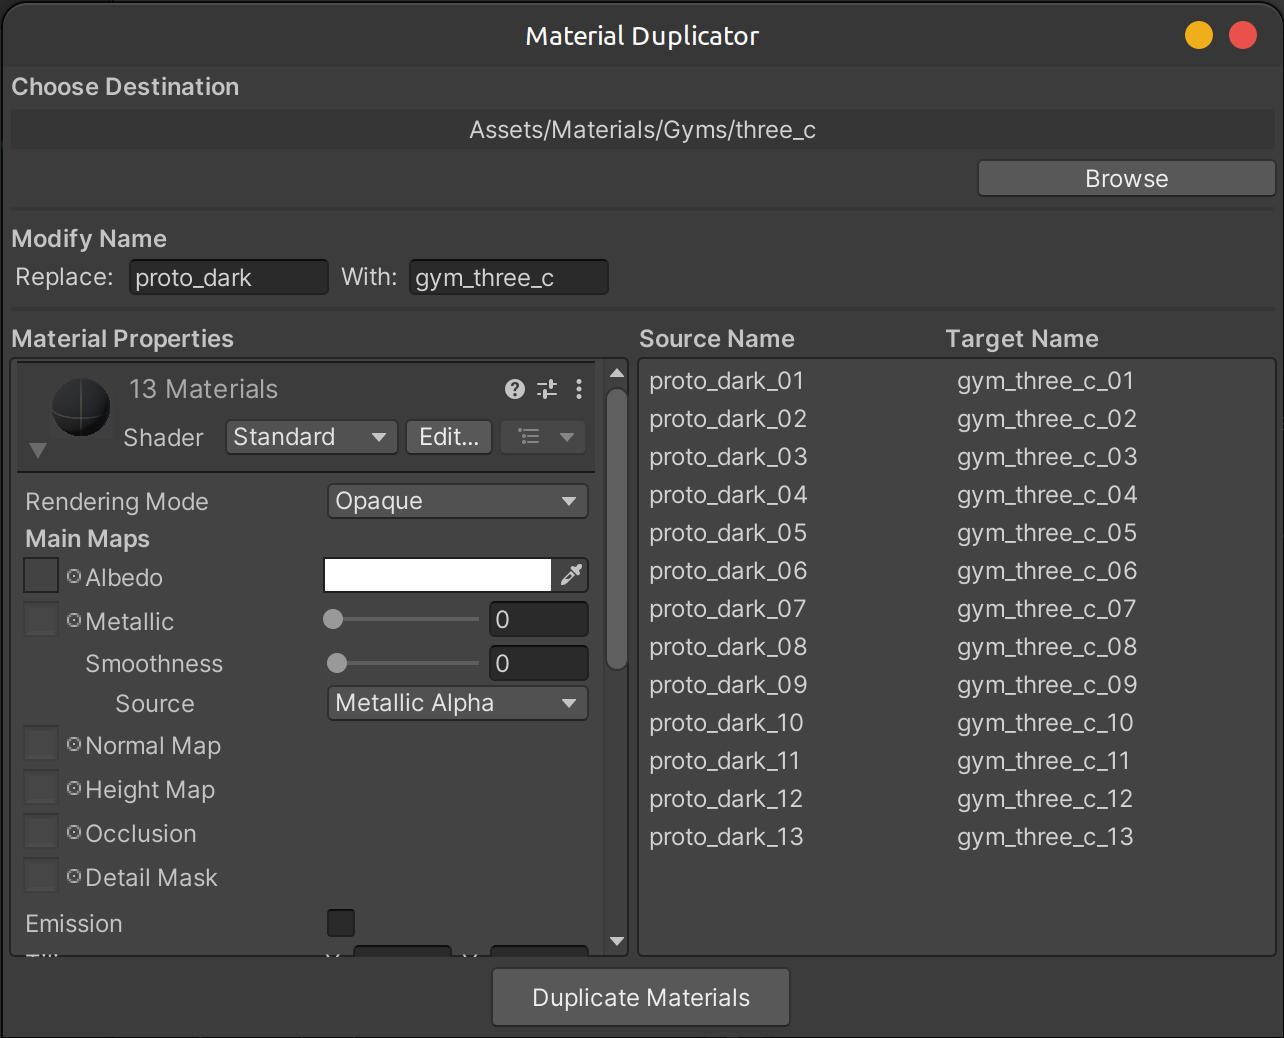 Material Duplicator
Choose Destination
Assets/Materials/Gyms/three_c
Browse
Modify Name
Replace: proto_dark With: gym_three_c
Material Properties
13 Materials
Shader Standard Edit...
Rendering Mode Opaque
Main Maps
Albedo
Metallic 0
Smoothness 0
Source Metallic Alpha
Normal Map
Height Map
Occlusion
Detail Mask
Emission
Source Name Target Name
proto_dark_01 gym_three_c_01
proto_dark_02 gym_three_c_02
proto_dark_03 gym_three_c_03
proto_dark_04 gym_three_c_04
proto_dark_05 gym_three_c_05
proto_dark_06 gym_three_c_06
proto_dark_07 gym_three_c_07
proto_dark_08 gym_three_c_08
proto_dark_09 gym_three_c_09
proto_dark_10 gym_three_c_10
proto_dark_11 gym_three_c_11
proto_dark_12 gym_three_c_12
proto_dark_13 gym_three_c_13
Duplicate Materials